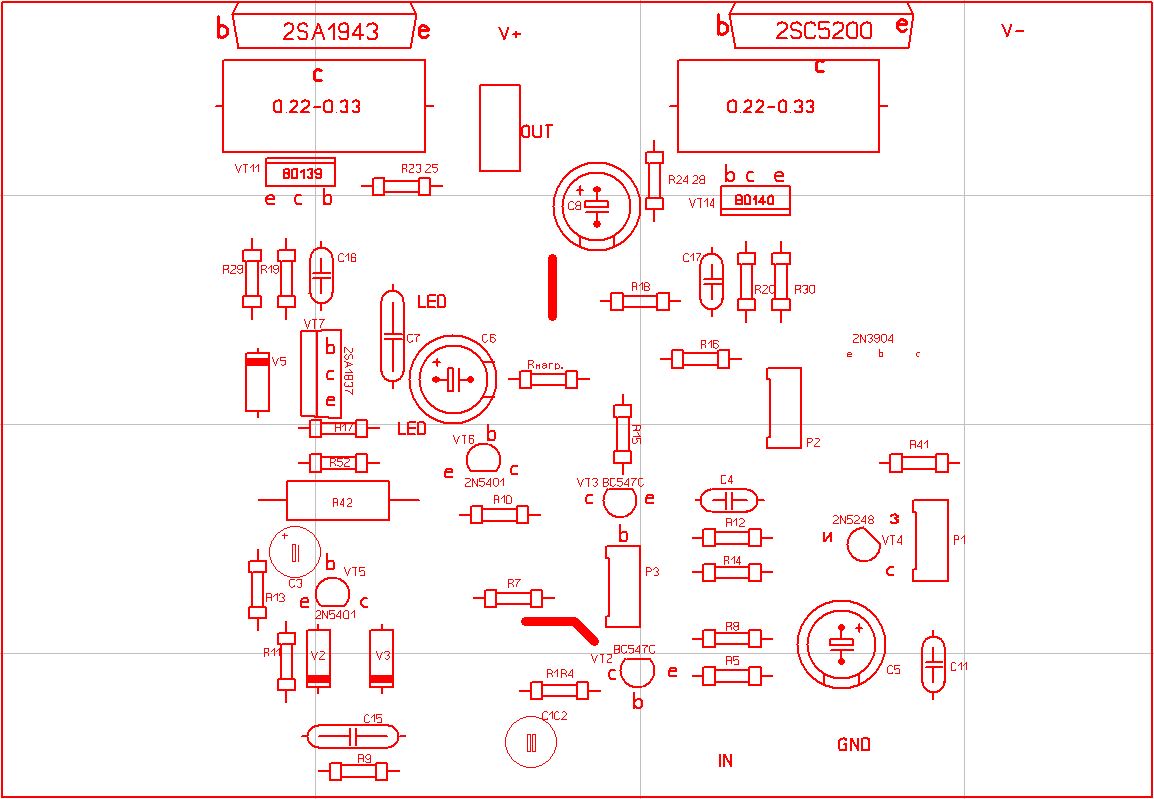 b 2SA1943 e V+ b 2SC5200 e V-
c c
0.22-0.33 0.22-0.33
OUT
VT11 BD139 R23 25 R24 28 b c e
e c b C8 VT14 BD140
R29 R19 C16 C17 R20 R30
LED R18
VT7 C7 C6 2N3904
b e b c
V5 c 2SA1837 R16
e Rнагр.
R17 LED R15 P2
VT6 b R41
R52 e c
2N5401 VT3 BC547C C4
R42 R10 c e R12 2N5248 З
b И VT4 P1
C3 b R14 c
VT5 P3
R13 e c R7
2N5401 R8
R11 V2 V3 VT2 BC547C R5 C5 C11
R1R4 c e
b
C15 C1C2 GND
R9 IN